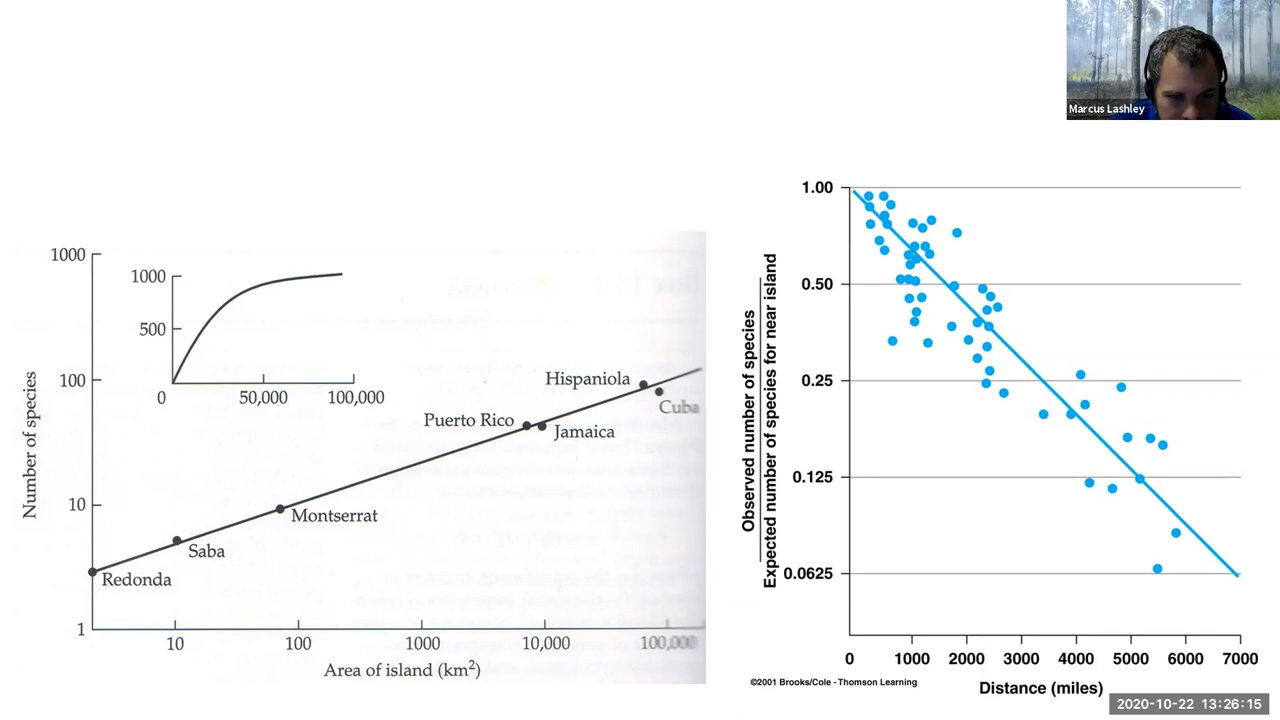 Marcus Lashley
1000
1000
500
0
50,000
100,000
100
10
1
Number of species
Hispaniola
Cuba
Puerto Rico
Jamaica
Montserrat
Saba
Redonda
10
100
1000
10,000
100,000
Area of island (km²)
1.00
0.50
0.25
0.125
0.0625
Observed number of species
Expected number of species for near island
0
1000
2000
3000
4000
5000
6000
7000
©2001 Brooks/Cole - Thomson Learning
Distance (miles)
2020-10-22 13:26:15